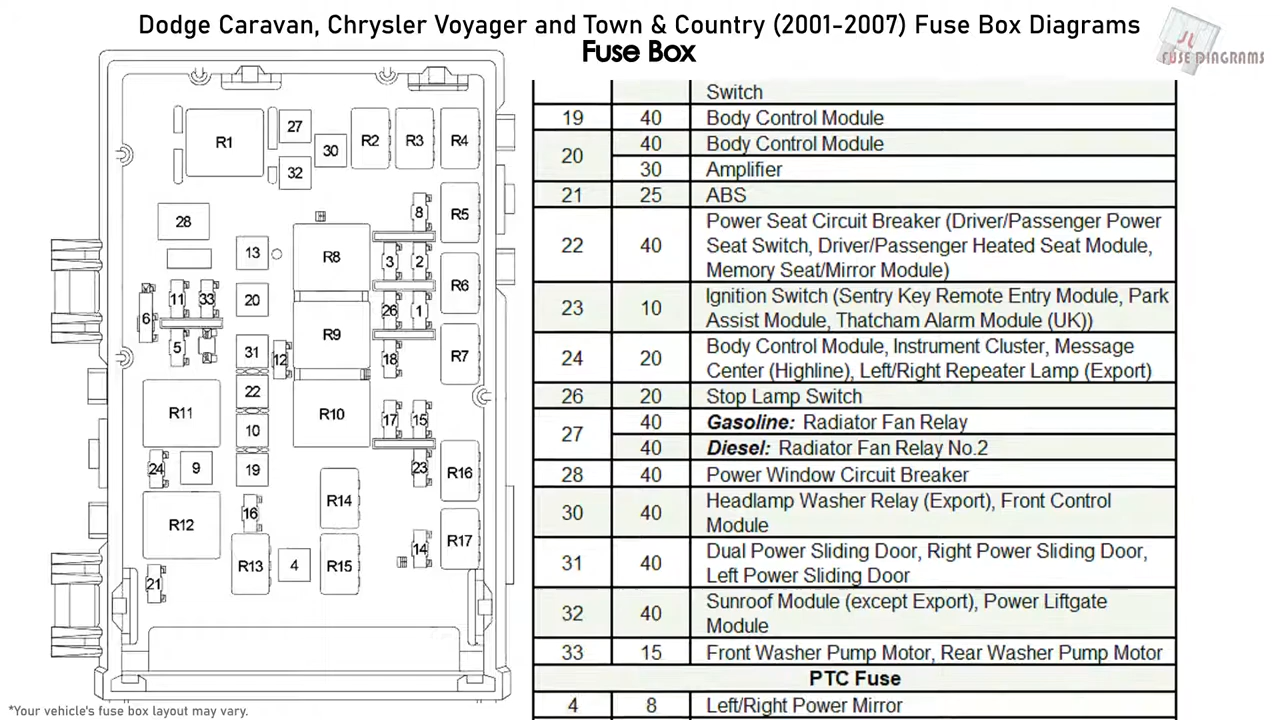 Dodge Caravan, Chrysler Voyager and Town & Country (2001-2007) Fuse Box Diagrams
Fuse Box
JL
FUSE DIAGRAMS
R1
27
30
32
R2
R3
R4
28
8
R5
13
R8
3
2
11
33
20
R6
6
26
1
R9
5
31
12
18
R7
22
R11
R10
10
17
15
24
9
19
23
R16
R14
16
R12
14
R17
R13
4
R15
21
Switch
19 40 Body Control Module
20 40 Body Control Module
30 Amplifier
21 25 ABS
22 40 Power Seat Circuit Breaker (Driver/Passenger Power
Seat Switch, Driver/Passenger Heated Seat Module,
Memory Seat/Mirror Module)
23 10 Ignition Switch (Sentry Key Remote Entry Module, Park
Assist Module, Thatcham Alarm Module (UK))
24 20 Body Control Module, Instrument Cluster, Message
Center (Highline), Left/Right Repeater Lamp (Export)
26 20 Stop Lamp Switch
27 40 Gasoline: Radiator Fan Relay
40 Diesel: Radiator Fan Relay No.2
28 40 Power Window Circuit Breaker
30 40 Headlamp Washer Relay (Export), Front Control
Module
31 40 Dual Power Sliding Door, Right Power Sliding Door,
Left Power Sliding Door
32 40 Sunroof Module (except Export), Power Liftgate
Module
33 15 Front Washer Pump Motor, Rear Washer Pump Motor
PTC Fuse
4 8 Left/Right Power Mirror
*Your vehicle's fuse box layout may vary.